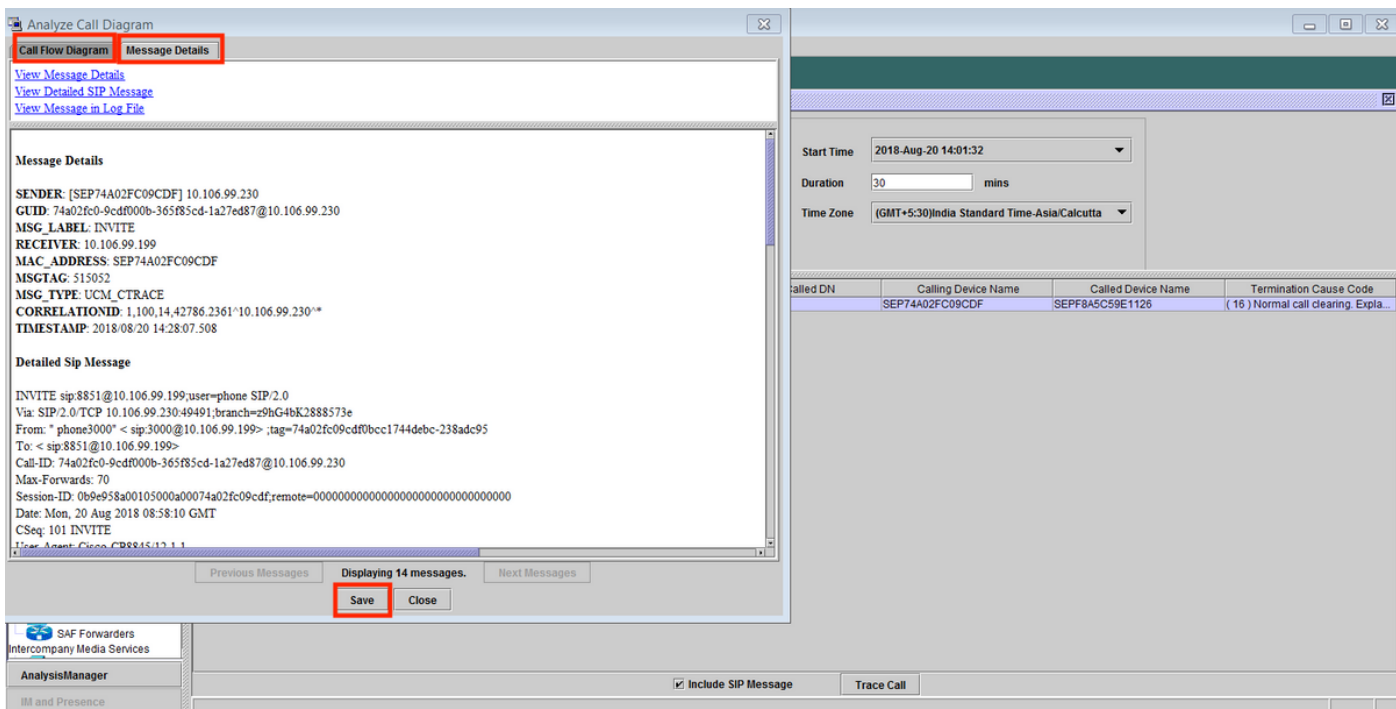 Analyze Call Diagram
Call Flow Diagram Message Details
View Message Details
View Detailed SIP Message
View Message in Log File
Message Details
SENDER: [SEP74A02FC09CDF] 10.106.99.230
GUID: 74a02fc0-9cdf000b-365f85cd-1a27ed87@10.106.99.230
MSG_LABEL: INVITE
RECEIVER: 10.106.99.199
MAC_ADDRESS: SEP74A02FC09CDF
MSGTAG: 515052
MSG_TYPE: UCM_CTRACE
CORRELATIONID: 1,100,14,42786.2361^10.106.99.230^*
TIMESTAMP: 2018/08/20 14:28:07.508
Detailed Sip Message
INVITE sip:8851@10.106.99.199;user=phone SIP/2.0
Via: SIP/2.0/TCP 10.106.99.230:49491;branch=z9hG4bK2888573e
From: " phone3000" < sip:3000@10.106.99.199> ;tag=74a02fc09cdf0bcc1744debc-238adc95
To: < sip:8851@10.106.99.199>
Call-ID: 74a02fc0-9cdf000b-365f85cd-1a27ed87@10.106.99.230
Max-Forwards: 70
Session-ID: 0b9e958a00105000a00074a02fc09cdf;remote=00000000000000000000000000000000
Date: Mon, 20 Aug 2018 08:58:10 GMT
CSeq: 101 INVITE
User-Agent: Cisco-CP8845/12.1.1
Previous Messages Displaying 14 messages. Next Messages
Save Close
Start Time 2018-Aug-20 14:01:32
Duration 30 mins
Time Zone (GMT+5:30)India Standard Time-Asia/Calcutta
Called DN Calling Device Name Called Device Name Termination Cause Code
SEP74A02FC09CDF SEPF8A5C59E1126 ( 16 ) Normal call clearing. Expla...
SAF Forwarders
Intercompany Media Services
AnalysisManager
IM and Presence
Include SIP Message Trace Call